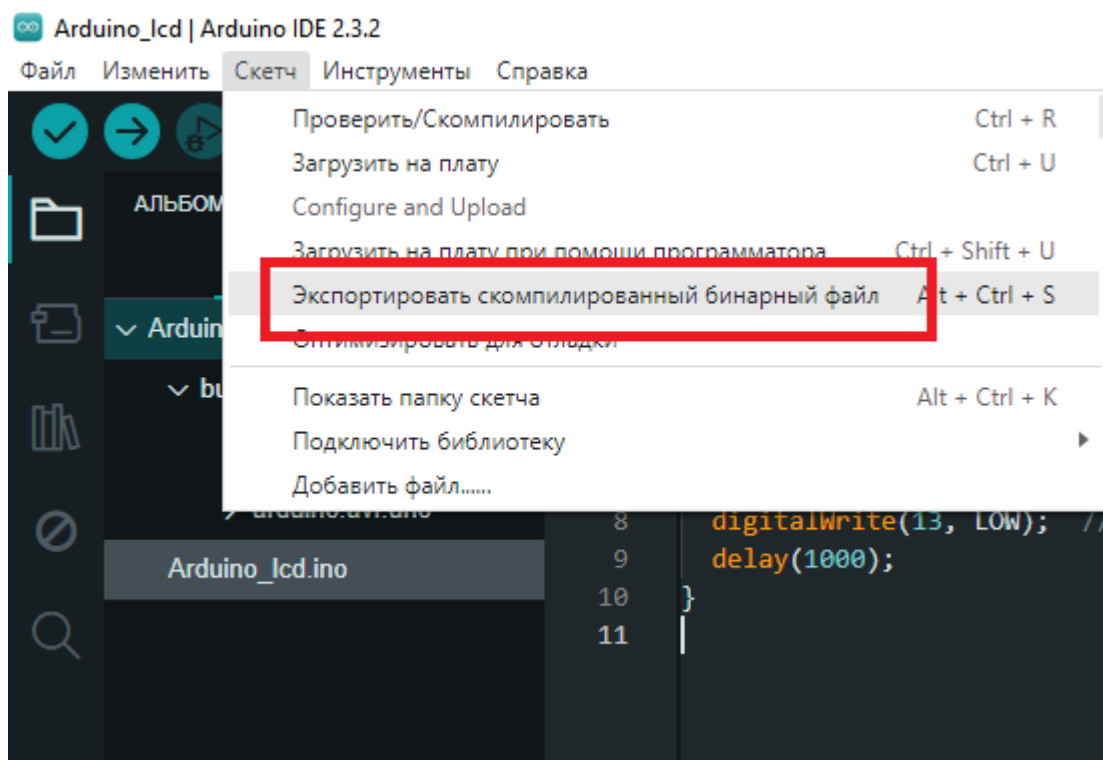 Arduino_lcd | Arduino IDE 2.3.2
Файл Изменить Скетч Инструменты Справка
Проверить/Скомпилировать Ctrl + R
Загрузить на плату Ctrl + U
АЛЬБОМ
Configure and Upload
Загрузить на плату при помощи программатора Ctrl + Shift + U
Экспортировать скомпилированный бинарный файл Alt + Ctrl + S
Arduin
Оптимизировать для отладки
bu
Показать папку скетча Alt + Ctrl + K
Подключить библиотеку
Добавить файл......
arduino.avr.uno
8 digitalWrite(13, LOW); //
Arduino_lcd.ino
9 delay(1000);
10 }
11